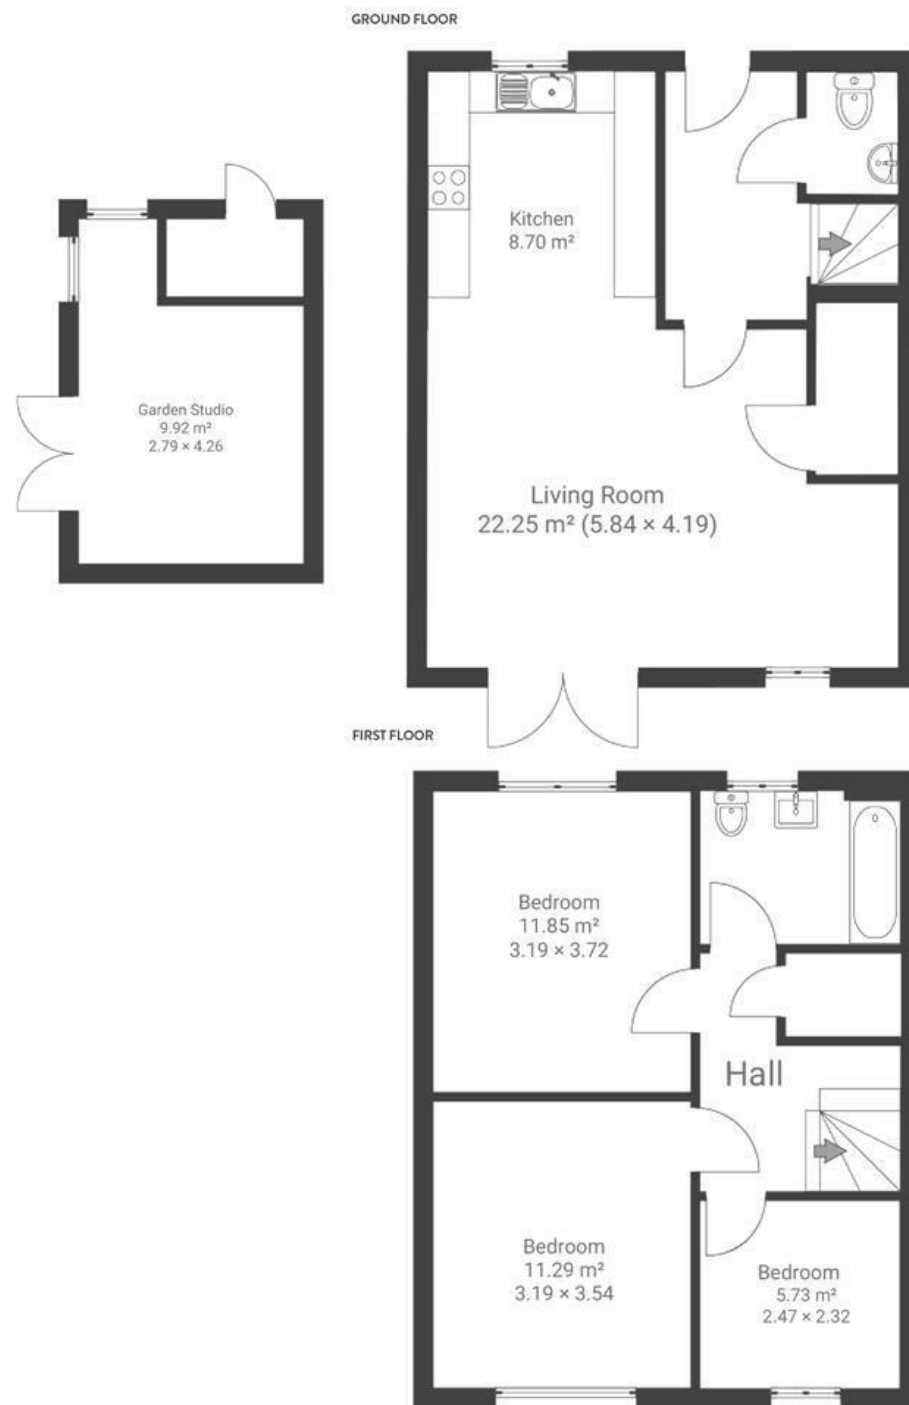 GROUND FLOOR
Kitchen
8.70 m²
Garden Studio
9.92 m²
2.79 × 4.26
Living Room
22.25 m² (5.84 × 4.19)
FIRST FLOOR
Bedroom
11.85 m²
3.19 × 3.72
Hall
Bedroom
11.29 m²
3.19 × 3.54
Bedroom
5.73 m²
2.47 × 2.32